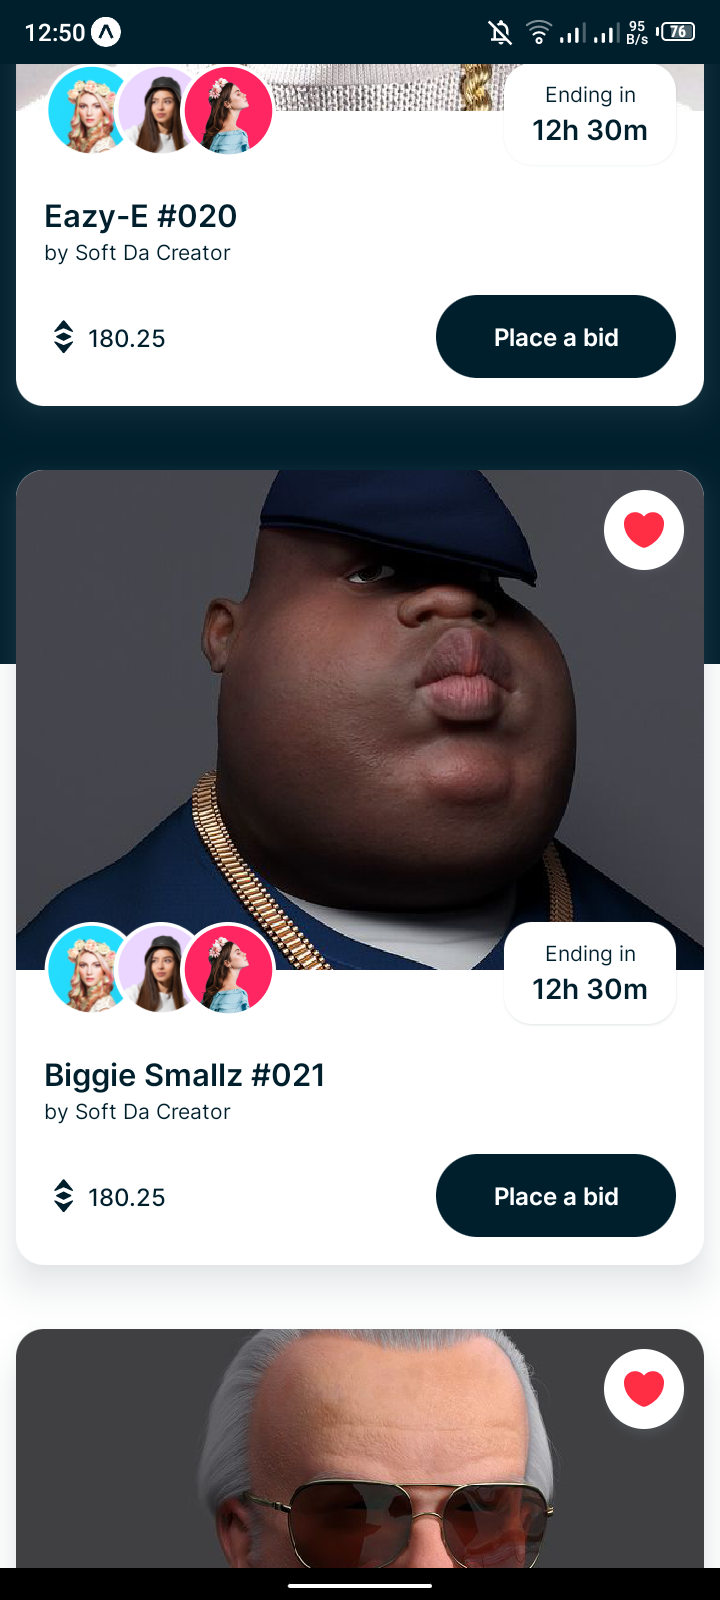 12:50
95
B/s
76
Ending in
12h 30m
Eazy-E #020
by Soft Da Creator
180.25
Place a bid
Ending in
12h 30m
Biggie Smallz #021
by Soft Da Creator
180.25
Place a bid